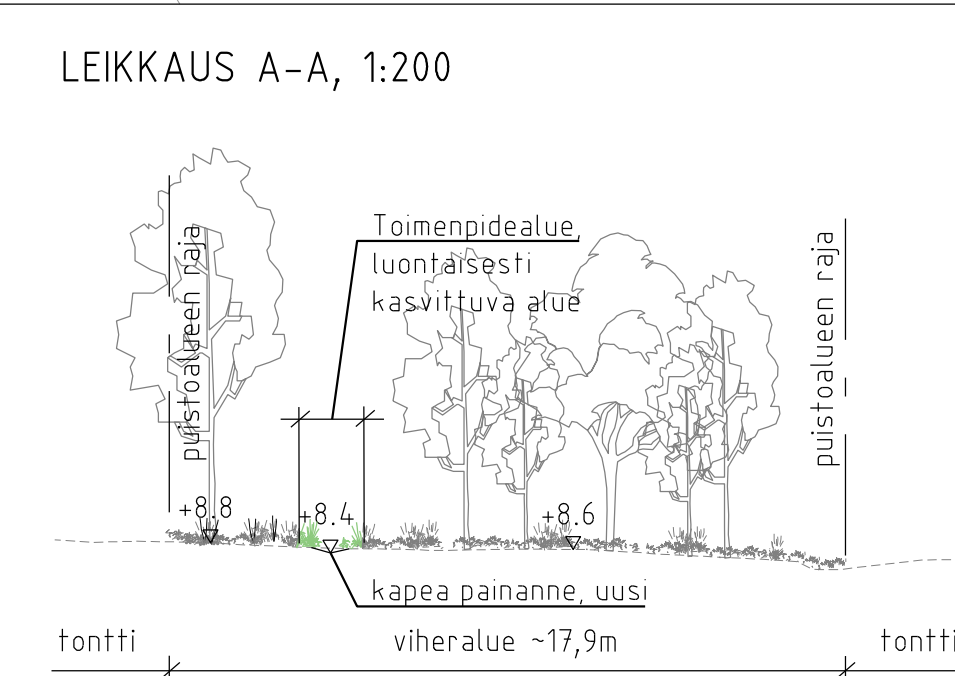 LEIKKAUS A-A, 1:200
Toimenpidealue,
luontaisesti
kasvittuva alue
puistoalueen raja
puistoalueen raja
+8.8
+8.4
+8.6
kapea painanne, uusi
tontti
viheralue ~17,9m
tontti